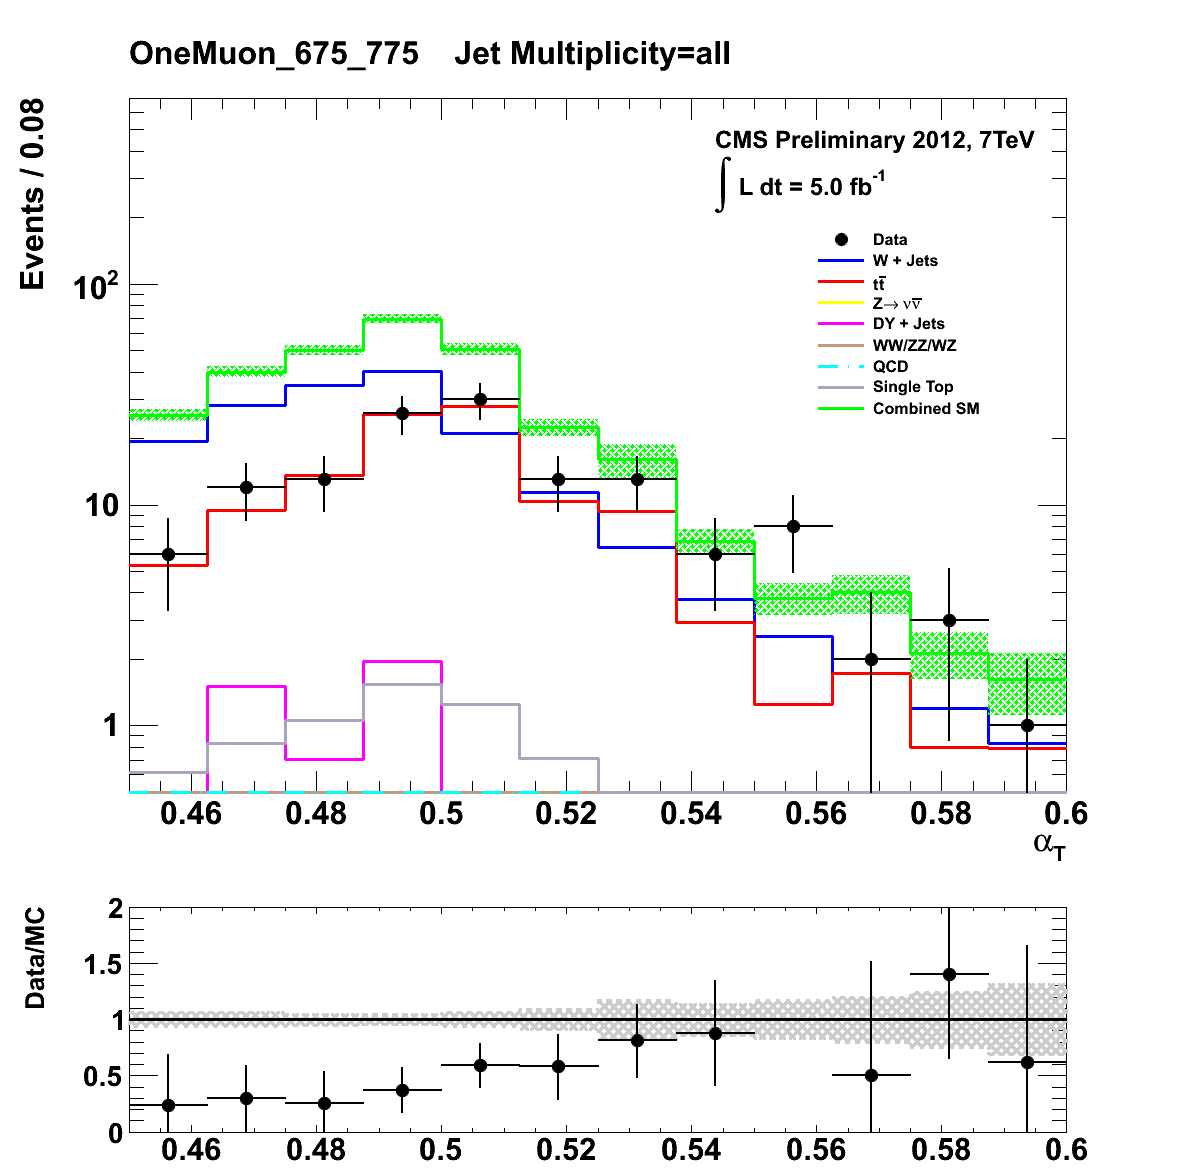 OneMuon_675_775 Jet Multiplicity=all
Events / 0.08
CMS Preliminary 2012, 7TeV
∫ L dt = 5.0 fb⁻¹
Data
W + Jets
tt̅
Z→ νν̅
DY + Jets
WW/ZZ/WZ
QCD
Single Top
Combined SM
10²
10
1
0.46 0.48 0.5 0.52 0.54 0.56 0.58 0.6
α_T
Data/MC
2
1.5
1
0.5
0
0.46 0.48 0.5 0.52 0.54 0.56 0.58 0.6